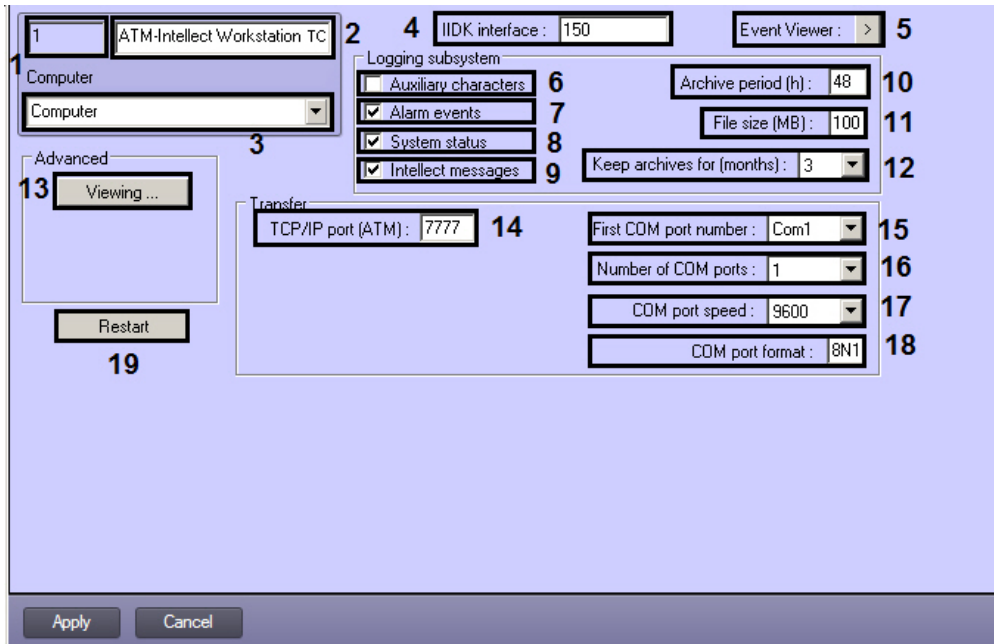 1 ATM-Intellect Workstation TC 2
4 IIDK interface : 150
Event Viewer : > 5
1
Computer
Computer
3
Logging subsystem
Auxiliary characters 6
Alarm events 7
System status 8
Intellect messages 9
Archive period (h) : 48 10
File size (MB) : 100 11
Keep archives for (months) : 3 12
Advanced
13 Viewing ...
Transfer
TCP/IP port (ATM) : 7777 14
First COM port number : Com1 15
Number of COM ports : 1 16
COM port speed : 9600 17
COM port format : 8N1 18
Restart
19
Apply Cancel